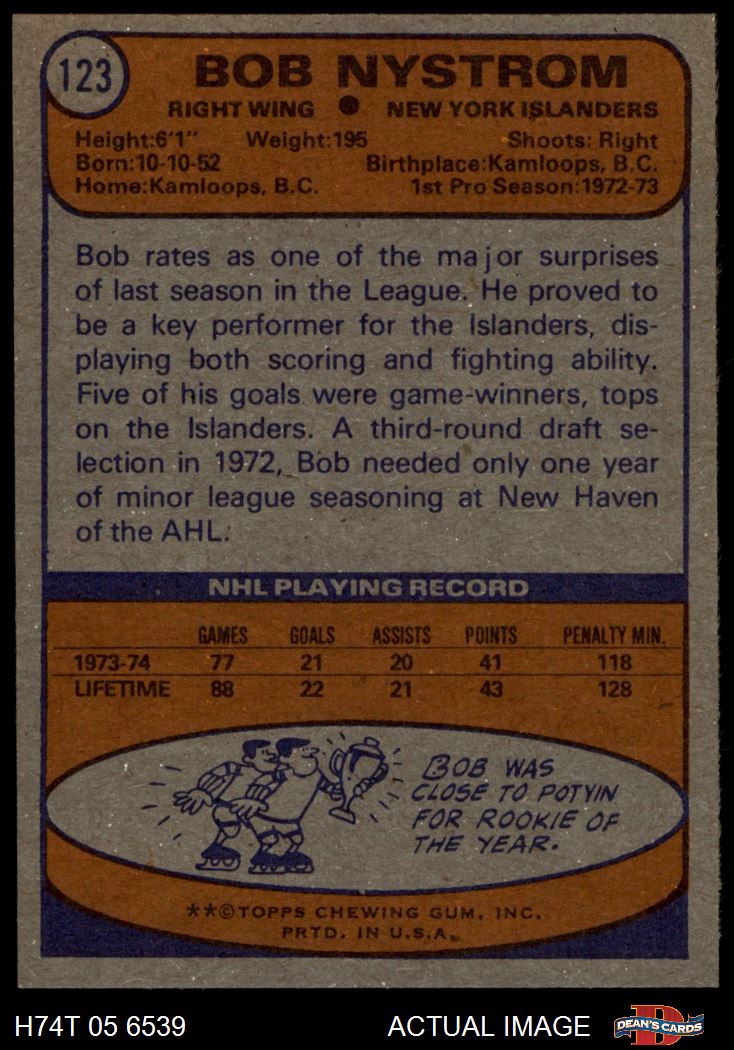 123
BOB NYSTROM
RIGHT WING ● NEW YORK ISLANDERS
Height:6'1" Weight:195 Shoots: Right
Born:10-10-52 Birthplace:Kamloops, B.C.
Home:Kamloops, B.C. 1st Pro Season:1972-73
Bob rates as one of the major surprises
of last season in the League. He proved to
be a key performer for the Islanders, dis-
playing both scoring and fighting ability.
Five of his goals were game-winners, tops
on the Islanders. A third-round draft se-
lection in 1972, Bob needed only one year
of minor league seasoning at New Haven
of the AHL.
NHL PLAYING RECORD
GAMES GOALS ASSISTS POINTS PENALTY MIN.
1973-74 77 21 20 41 118
LIFETIME 88 22 21 43 128
BOB WAS
CLOSE TO POTVIN
FOR ROOKIE OF
THE YEAR.
**©TOPPS CHEWING GUM, INC.
PRTD. IN U.S.A.
H74T 05 6539 ACTUAL IMAGE D DEAN'S CARDS